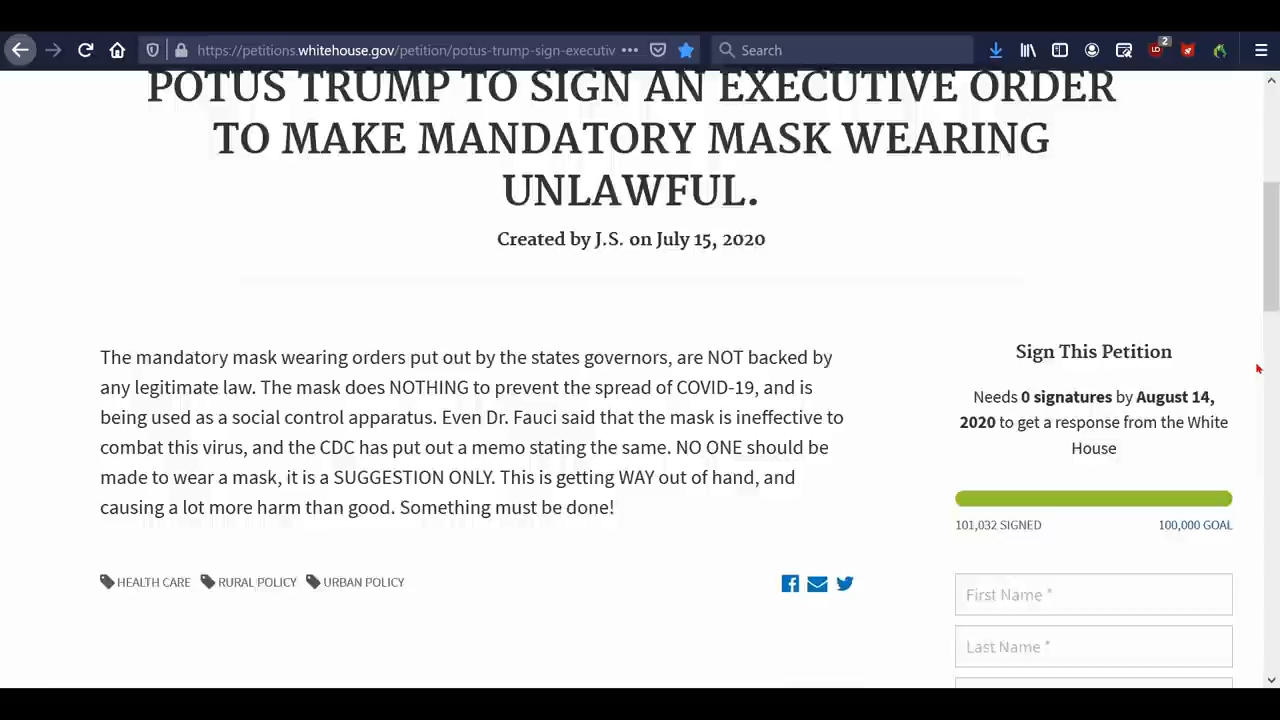 https://petitions.whitehouse.gov/petition/potus-trump-sign-executiv
Search
2
POTUS TRUMP TO SIGN AN EXECUTIVE ORDER
TO MAKE MANDATORY MASK WEARING
UNLAWFUL.
Created by J.S. on July 15, 2020
The mandatory mask wearing orders put out by the states governors, are NOT backed by
any legitimate law. The mask does NOTHING to prevent the spread of COVID-19, and is
being used as a social control apparatus. Even Dr. Fauci said that the mask is ineffective to
combat this virus, and the CDC has put out a memo stating the same. NO ONE should be
made to wear a mask, it is a SUGGESTION ONLY. This is getting WAY out of hand, and
causing a lot more harm than good. Something must be done!
HEALTH CARE RURAL POLICY URBAN POLICY
Sign This Petition
Needs 0 signatures by August 14,
2020 to get a response from the White
House
101,032 SIGNED 100,000 GOAL
First Name *
Last Name *